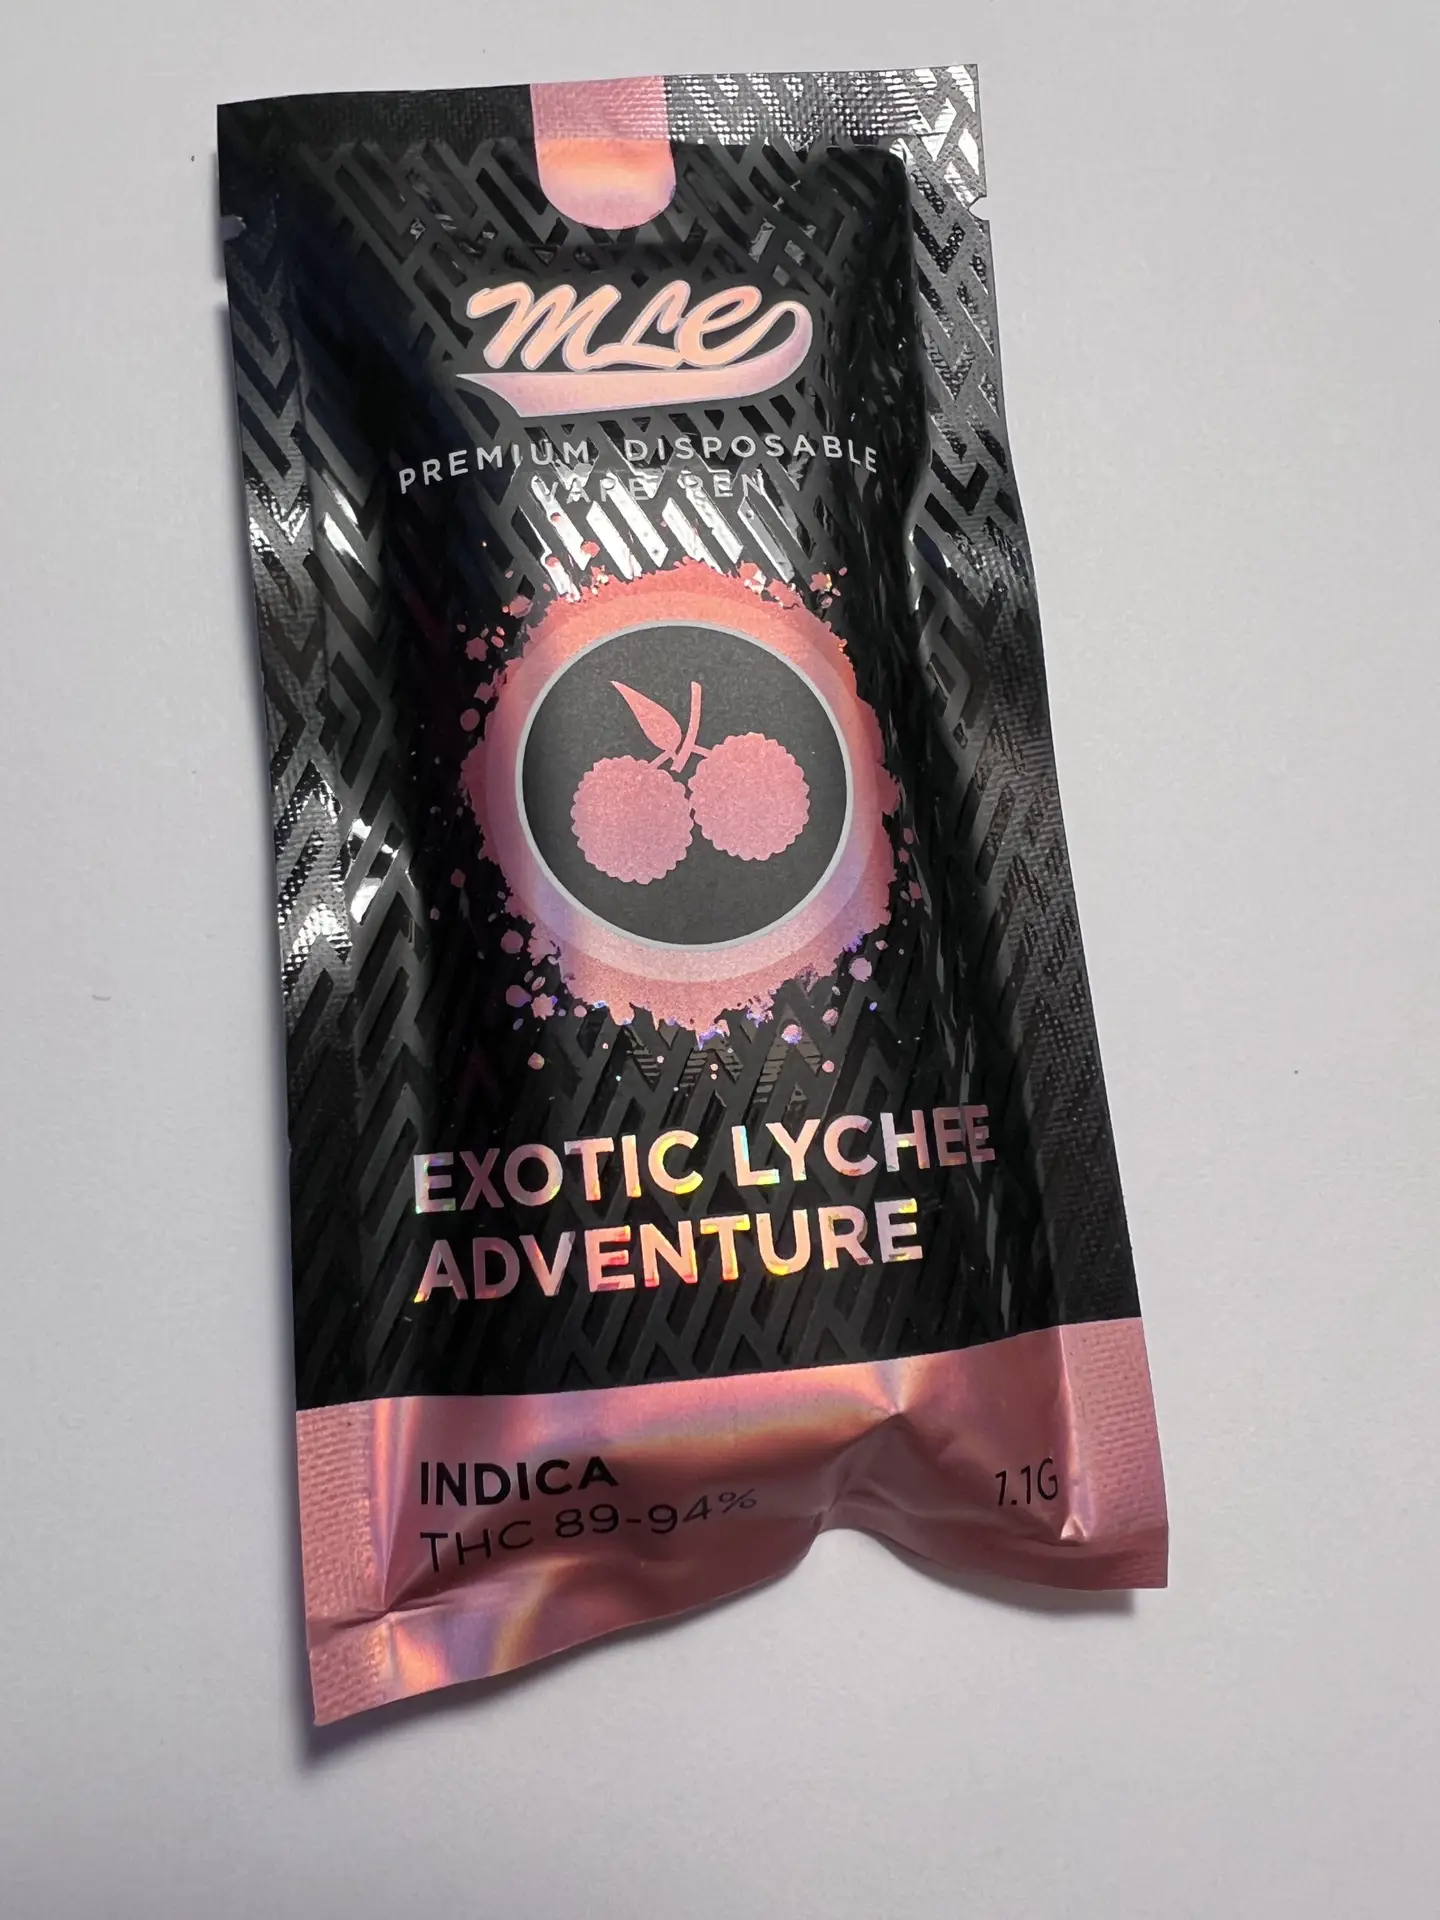 MLE
PREMIUM DISPOSABLE
VAPE PEN
EXOTIC LYCHEE
ADVENTURE
INDICA
THC 89-94%
1.1G